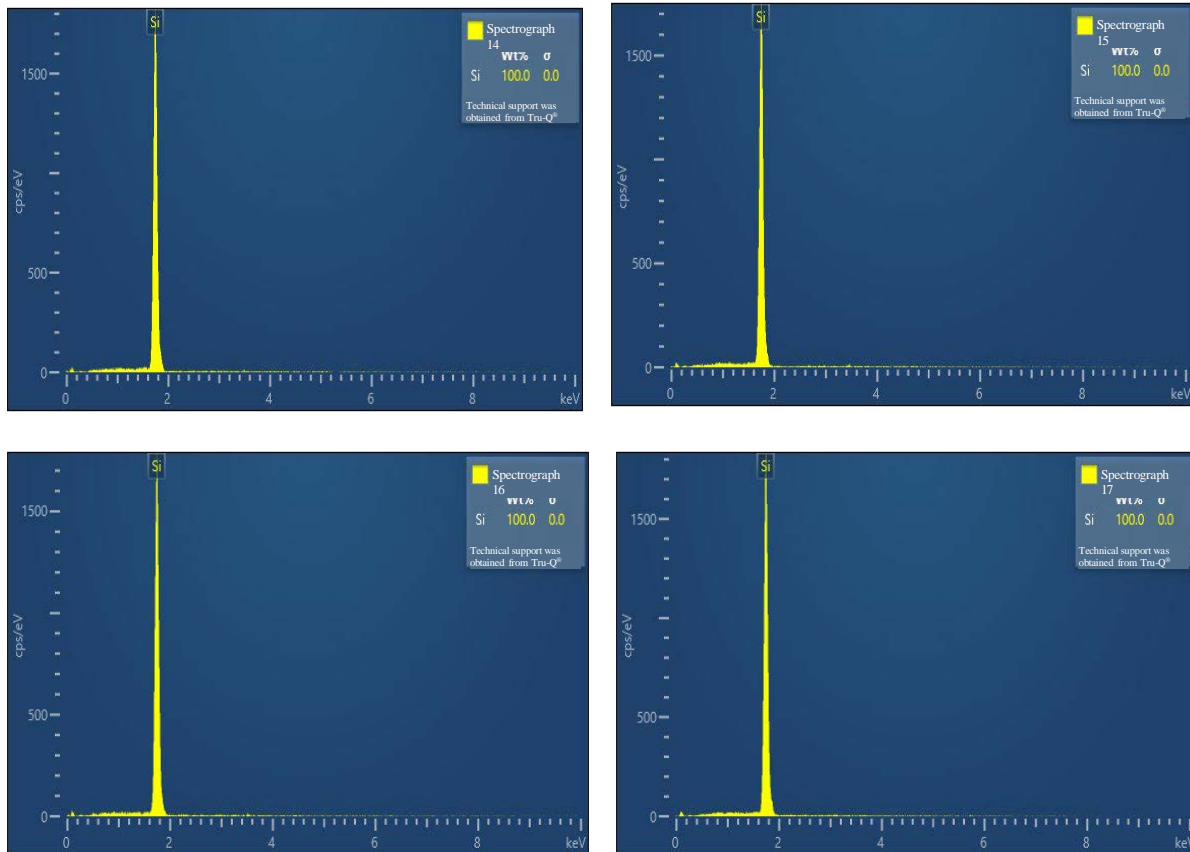 Si
Spectrograph
14
Wt% σ
Si 100.0 0.0
Technical support was
obtained from Tru-Q®
1500
500
0
cps/eV
0 2 4 6 8 keV
Si
Spectrograph
15
Wt% σ
Si 100.0 0.0
Technical support was
obtained from Tru-Q®
1500
500
0
cps/eV
0 2 4 6 8 keV
Si
Spectrograph
16
Wt% σ
Si 100.0 0.0
Technical support was
obtained from Tru-Q®
1500
500
0
cps/eV
0 2 4 6 8 keV
Si
Spectrograph
17
Wt% σ
Si 100.0 0.0
Technical support was
obtained from Tru-Q®
1500
500
0
cps/eV
0 2 4 6 8 keV